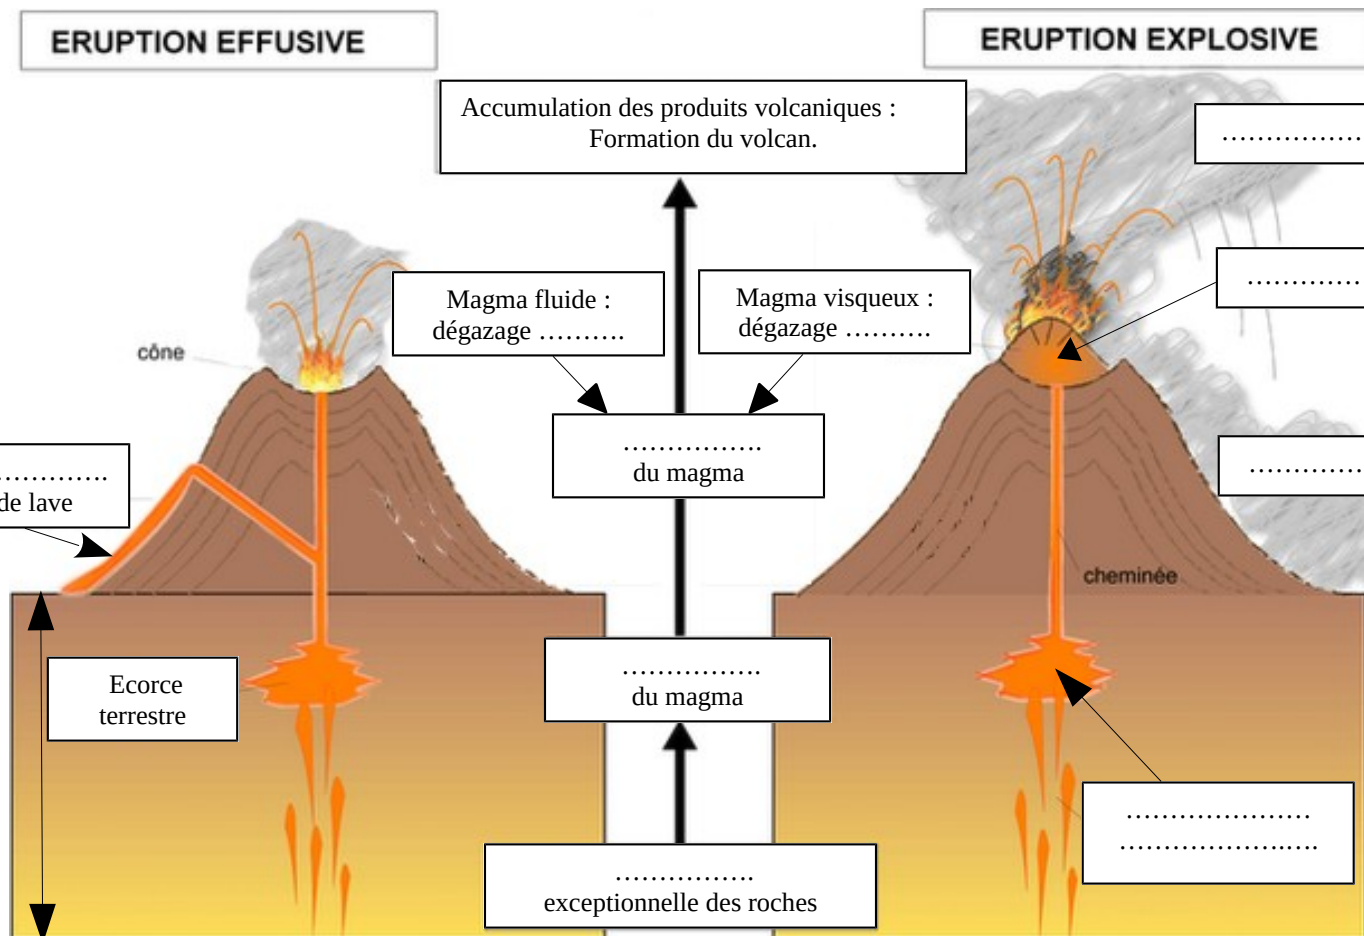 ERUPTION EFFUSIVE
ERUPTION EXPLOSIVE
Accumulation des produits volcaniques :
Formation du volcan.
................
Magma fluide :
dégazage ..........
Magma visqueux :
dégazage ..........
.............
cône
................
du magma
.............
de lave
.............
cheminée
................
du magma
Ecorce
terrestre
......................
.......................
................
exceptionnelle des roches